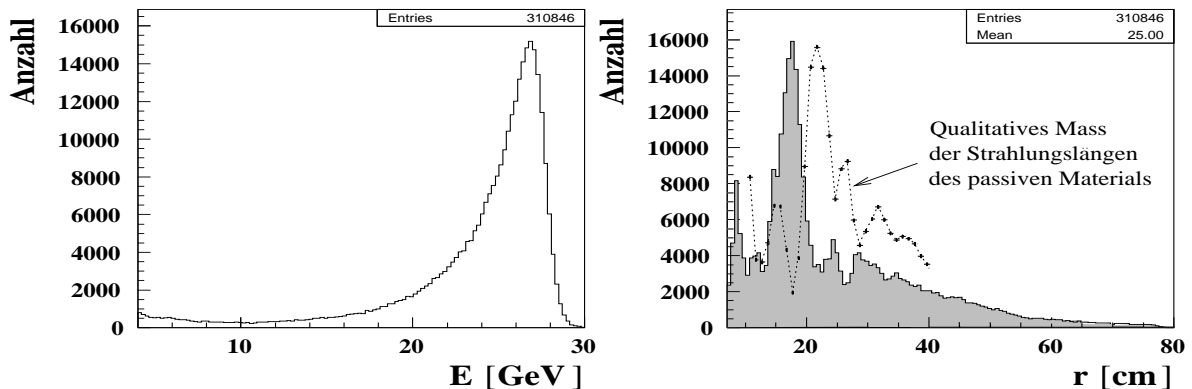 Anzahl
16000
14000
12000
10000
8000
6000
4000
2000
0
Entries 310846
10 20 30
E [GeV]
Anzahl
16000
14000
12000
10000
8000
6000
4000
2000
0
Entries 310846
Mean 25.00
Qualitatives Mass
der Strahlungslängen
des passiven Materials
20 40 60 80
r [cm]